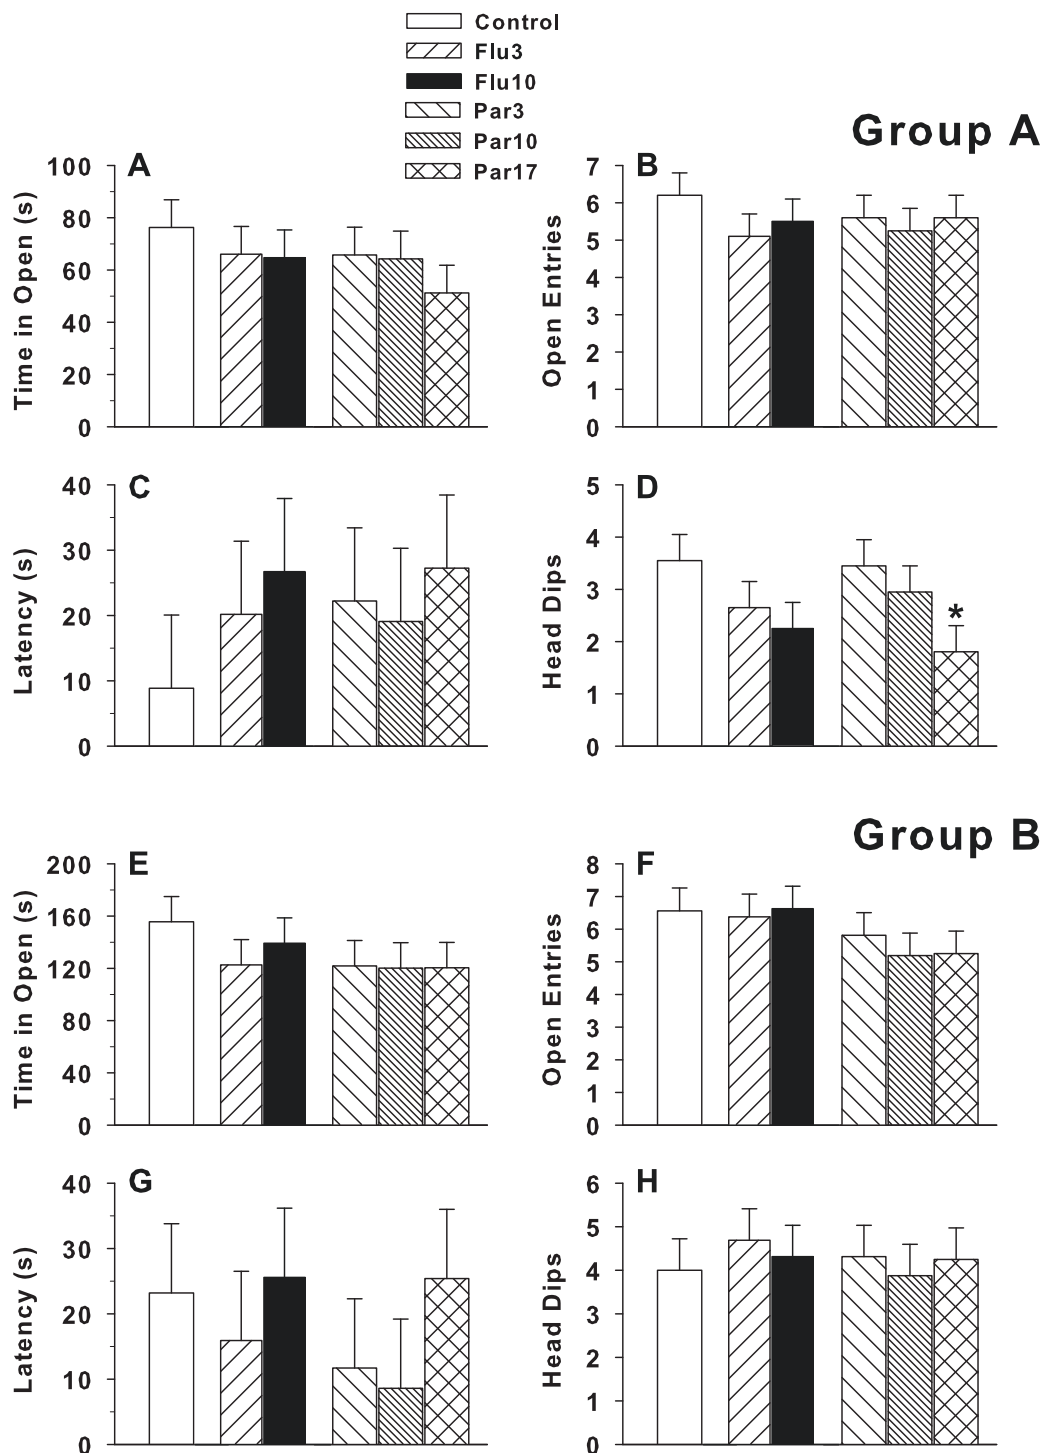 Control
Flu3
Flu10
Par3
Par10
Par17
Group A
A
Time in Open (s)
100
80
60
40
20
0
B
Open Entries
7
6
5
4
3
2
1
0
C
Latency (s)
40
30
20
10
0
D
Head Dips
5
4
3
2
1
0
*
Group B
E
Time in Open (s)
200
160
120
80
40
0
F
Open Entries
8
7
6
5
4
3
2
1
0
G
Latency (s)
40
30
20
10
0
H
Head Dips
6
5
4
3
2
1
0